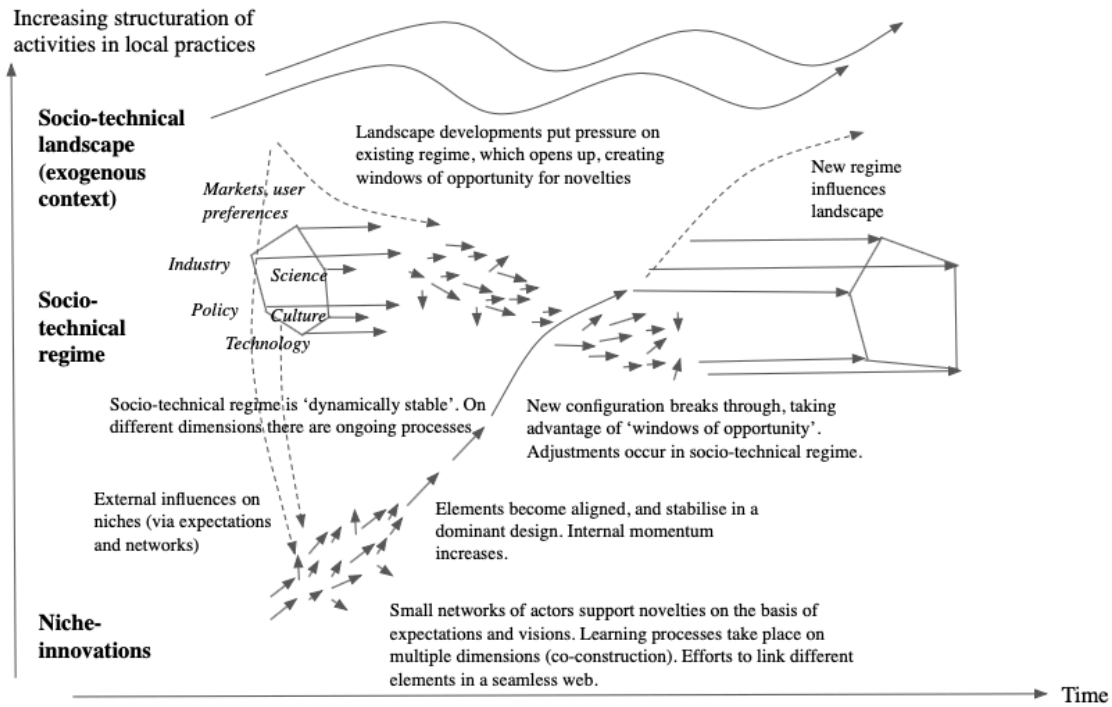 Increasing structuration of
activities in local practices
Socio-technical
landscape
(exogenous
context)
Landscape developments put pressure on
existing regime, which opens up, creating
windows of opportunity for novelties
New regime
influences
landscape
Markets, user
preferences
Industry
Science
Policy
Culture
Technology
Socio-
technical
regime
Socio-technical regime is ‘dynamically stable’. On
different dimensions there are ongoing processes
New configuration breaks through, taking
advantage of ‘windows of opportunity’.
Adjustments occur in socio-technical regime.
External influences on
niches (via expectations
and networks)
Elements become aligned, and stabilise in a
dominant design. Internal momentum
increases.
Niche-
innovations
Small networks of actors support novelties on the basis of
expectations and visions. Learning processes take place on
multiple dimensions (co-construction). Efforts to link different
elements in a seamless web.
Time